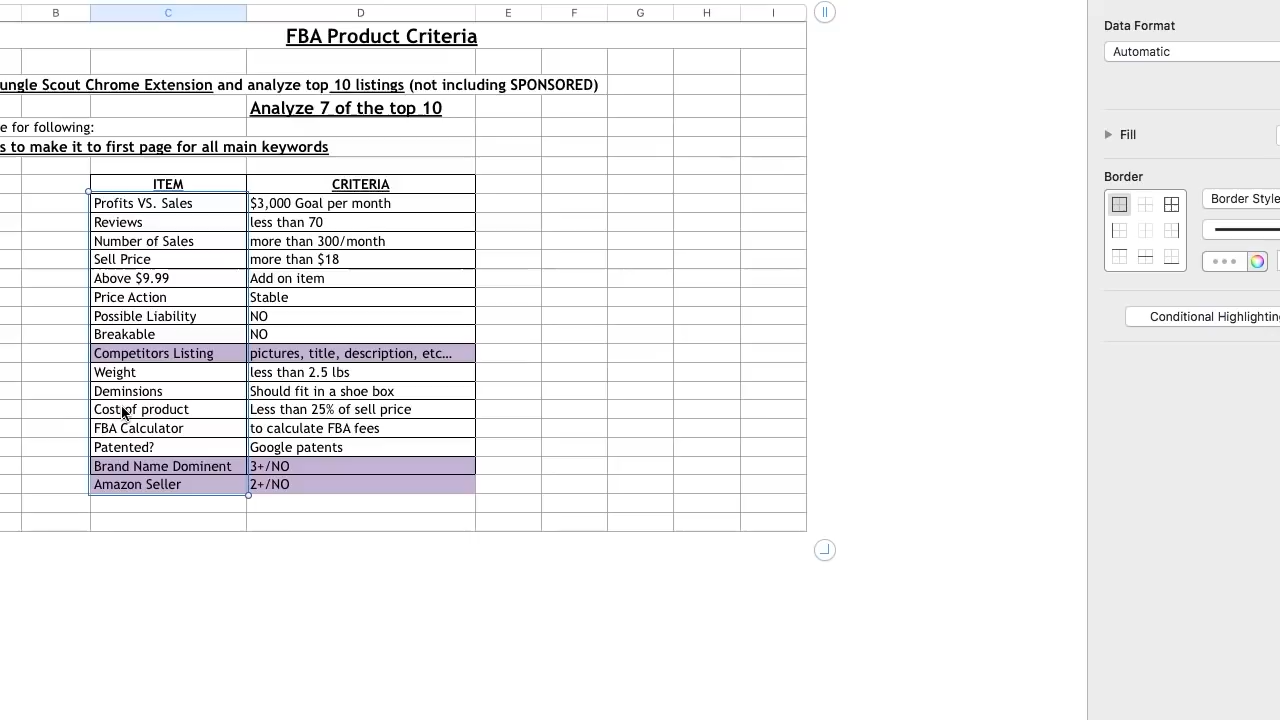 B C D E F G H I
FBA Product Criteria
ungle Scout Chrome Extension and analyze top 10 listings (not including SPONSORED)
Analyze 7 of the top 10
e for following:
s to make it to first page for all main keywords
ITEM CRITERIA
Profits VS. Sales $3,000 Goal per month
Reviews less than 70
Number of Sales more than 300/month
Sell Price more than $18
Above $9.99 Add on item
Price Action Stable
Possible Liability NO
Breakable NO
Competitors Listing pictures, title, description, etc...
Weight less than 2.5 lbs
Deminsions Should fit in a shoe box
Cost of product Less than 25% of sell price
FBA Calculator to calculate FBA fees
Patented? Google patents
Brand Name Dominent 3+/NO
Amazon Seller 2+/NO
Data Format
Automatic
Fill
Border
Border Style
Conditional Highlighting